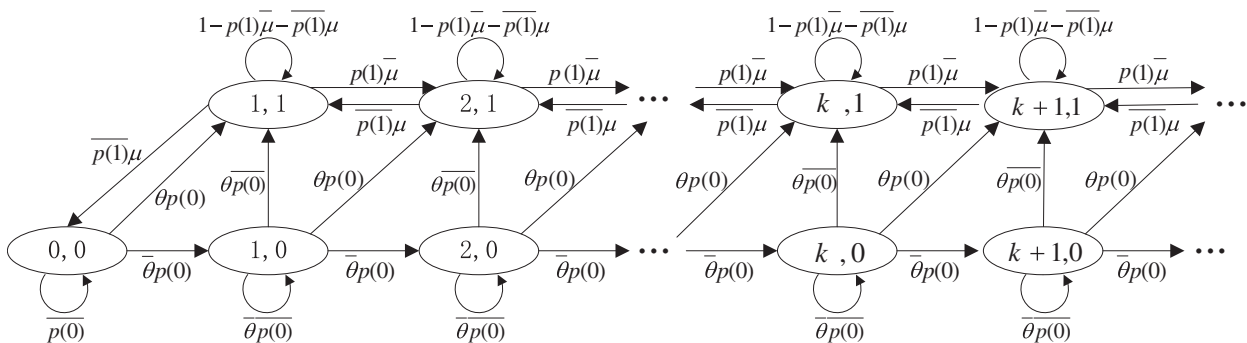 1−p(1)μ̅−p̅(̅1̅)̅μ
1−p(1)μ̅−p̅(̅1̅)̅μ
1−p(1)μ̅−p̅(̅1̅)̅μ
1−p(1)μ̅−p̅(̅1̅)̅μ
p(1)μ̅
p(1)μ̅
p(1)μ̅
p(1)μ̅
p(1)μ̅
1, 1
2, 1
···
k ,1
k +1,1
···
p̅(̅1̅)̅μ
p̅(̅1̅)̅μ
p̅(̅1̅)̅μ
p̅(̅1̅)̅μ
p̅(̅1̅)̅μ
p̅(̅1̅)̅μ
θp(0)
θp̅(̅0̅)̅
θp(0)
θp̅(̅0̅)̅
θp(0)
θp(0)
θp̅(̅0̅)̅
θp(0)
θp̅(̅0̅)̅
θp(0)
0, 0
1, 0
2, 0
···
k ,0
k +1,0
···
θ̅p(0)
θ̅p(0)
θ̅p(0)
θ̅p(0)
θ̅p(0)
θ̅p(0)
p̅(̅0̅)̅
θ̅p̅(̅0̅)̅
θ̅p̅(̅0̅)̅
θ̅p̅(̅0̅)̅
θ̅p̅(̅0̅)̅